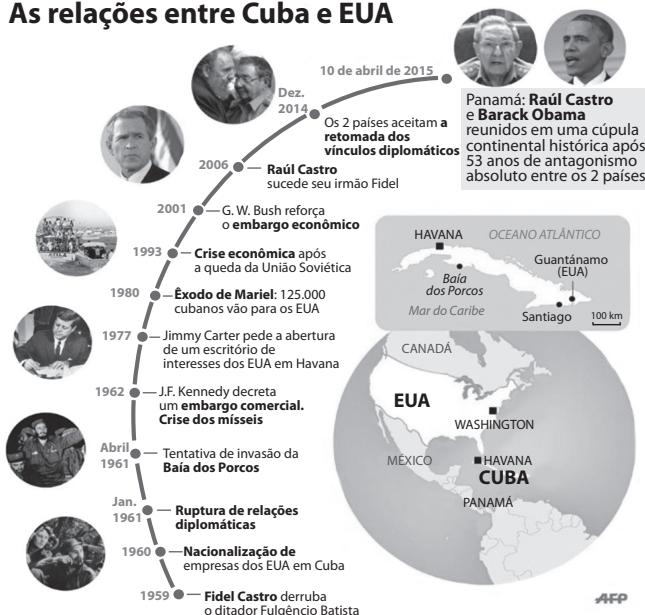 As relações entre Cuba e EUA
10 de abril de 2015
Panamá: Raúl Castro
e Barack Obama
reunidos em uma cúpula
continental histórica após
53 anos de antagonismo
absoluto entre os 2 países
Dez.
2014
Os 2 países aceitam a
retomada dos
vínculos diplomáticos
2006
Raúl Castro
sucede seu irmão Fidel
2001
G. W. Bush reforça
o embargo econômico
1993
Crise econômica após
a queda da União Soviética
1980
Êxodo de Mariel: 125.000
cubanos vão para os EUA
1977
Jimmy Carter pede a abertura
de um escritório de
interesses dos EUA em Havana
1962
J.F. Kennedy decreta
um embargo comercial.
Crise dos mísseis
Abril
1961
Tentativa de invasão da
Baía dos Porcos
Jan.
1961
Ruptura de relações
diplomáticas
1960
Nacionalização de
empresas dos EUA em Cuba
1959
Fidel Castro derruba
o ditador Fulgêncio Batista
HAVANA
OCEANO ATLÂNTICO
Guantánamo
(EUA)
Baía
dos Porcos
Mar do Caribe
Santiago
100 km
CANADÁ
EUA
WASHINGTON
MÉXICO
HAVANA
CUBA
PANAMÁ
AFP